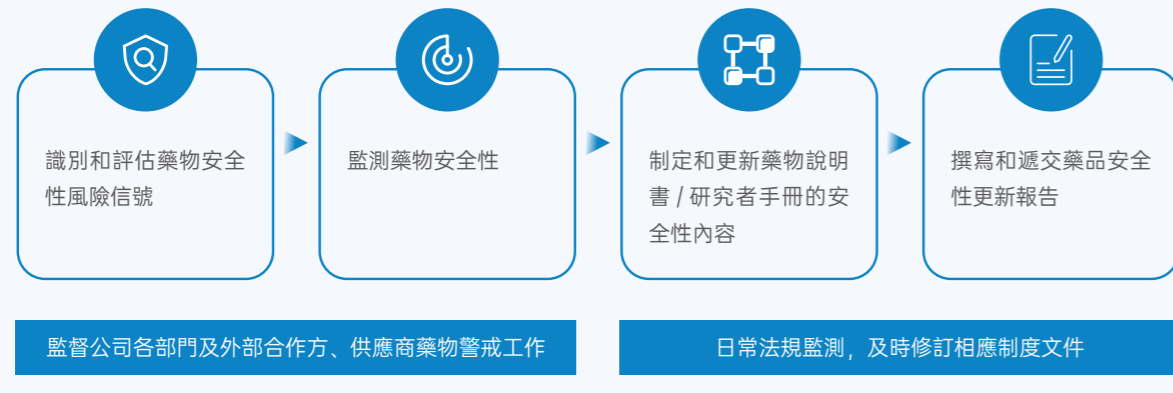 識別和評估藥物安全
性風險信號
監測藥物安全性
制定和更新藥物說明
書 / 研究者手冊的安
全性內容
撰寫和遞交藥品安全
性更新報告
監督公司各部門及外部合作方、供應商藥物警戒工作
日常法規監測，及時修訂相應制度文件